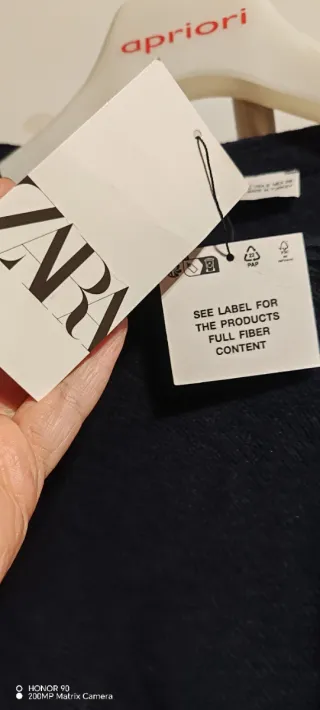 apriori
ZARA
PAP
SEE LABEL FOR
THE PRODUCTS
FULL FIBER
CONTENT
HONOR 90
200MP Matrix Camera